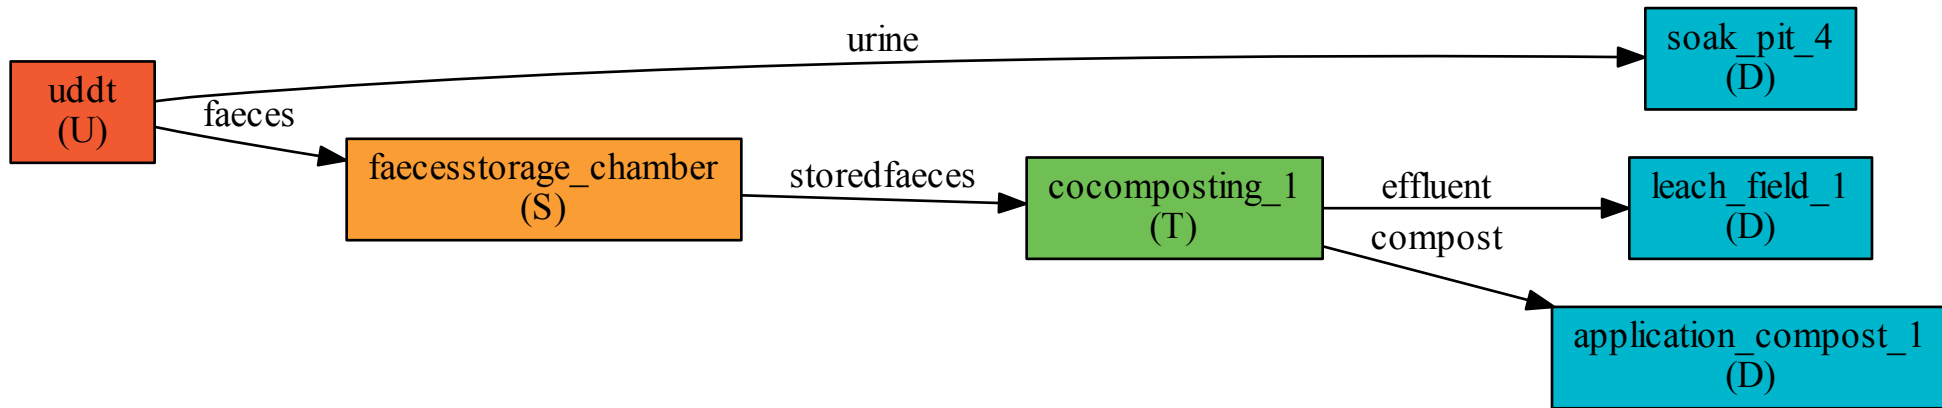 uddt
(U)
urine
faeces
faecesstorage_chamber
(S)
storedfaeces
cocomposting_1
(T)
effluent
compost
soak_pit_4
(D)
leach_field_1
(D)
application_compost_1
(D)